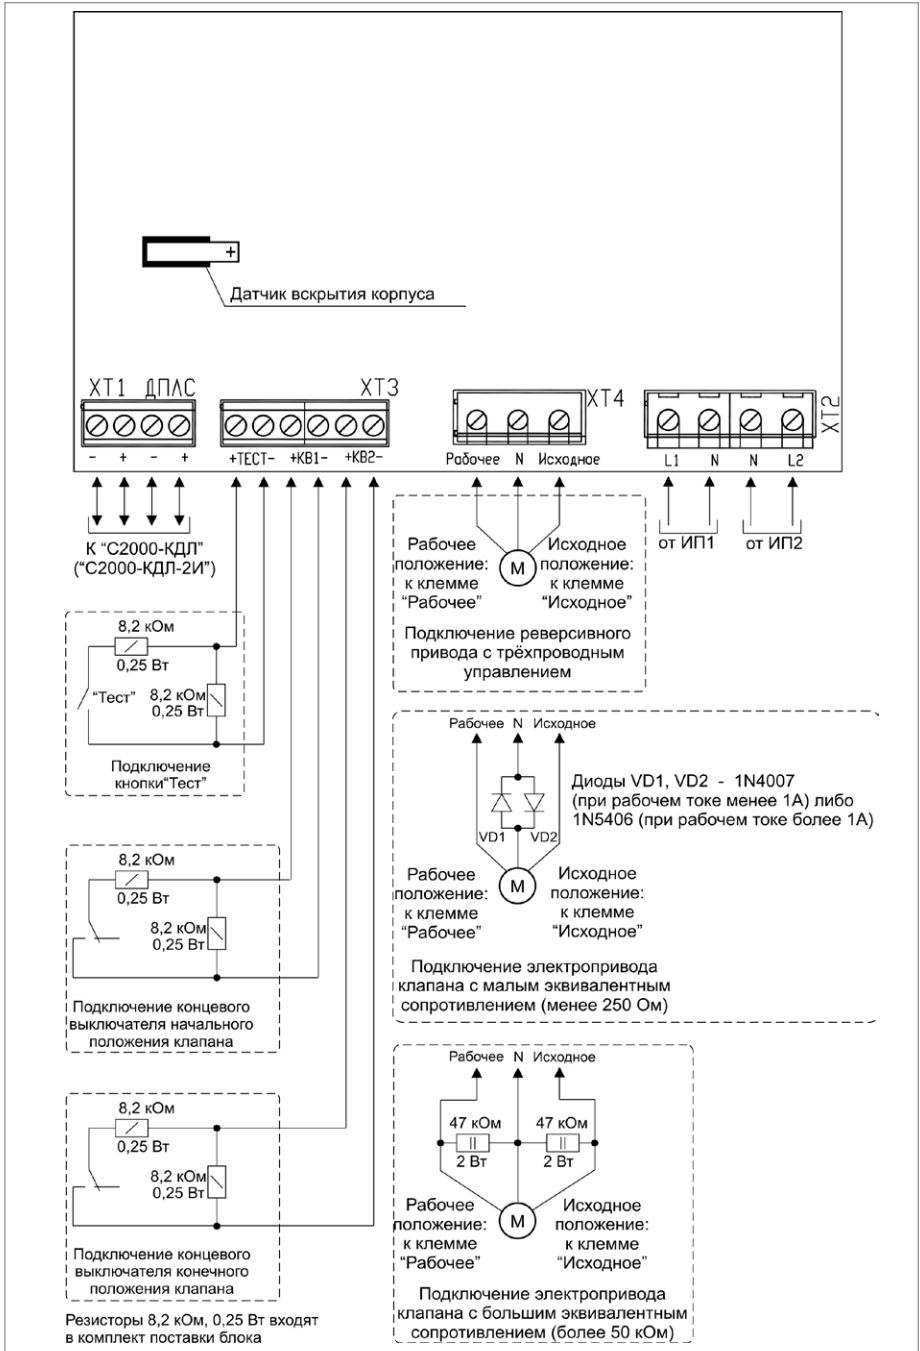 +
Датчик вскрытия корпуса
XT1 ДПЛС
XT3
XT4
XT2
- + - +
+ТЕСТ- +КВ1- +КВ2-
Рабочее N Исходное
L1 N N L2
К “С2000-КДЛ”
(“С2000-КДЛ-2И”)
от ИП1
от ИП2
Рабочее
положение:
к клемме
“Рабочее”
М
Исходное
положение:
к клемме
“Исходное”
Подключение реверсивного
привода с трёхпроводным
управлением
8,2 кОм
0,25 Вт
“Тест”
8,2 кОм
0,25 Вт
Подключение
кнопки“Тест”
Рабочее N Исходное
VD1 VD2
Диоды VD1, VD2 - 1N4007
(при рабочем токе менее 1А) либо
1N5406 (при рабочем токе более 1А)
Рабочее
положение:
к клемме
“Рабочее”
М
Исходное
положение:
к клемме
“Исходное”
Подключение электропривода
клапана с малым эквивалентным
сопротивлением (менее 250 Ом)
8,2 кОм
0,25 Вт
8,2 кОм
0,25 Вт
Подключение концевого
выключателя начального
положения клапана
Рабочее N Исходное
47 кОм
2 Вт
47 кОм
2 Вт
Рабочее
положение:
к клемме
“Рабочее”
М
Исходное
положение:
к клемме
“Исходное”
Подключение электропривода
клапана с большим эквивалентным
сопротивлением (более 50 кОм)
8,2 кОм
0,25 Вт
8,2 кОм
0,25 Вт
Подключение концевого
выключателя конечного
положения клапана
Резисторы 8,2 кОм, 0,25 Вт входят
в комплект поставки блока